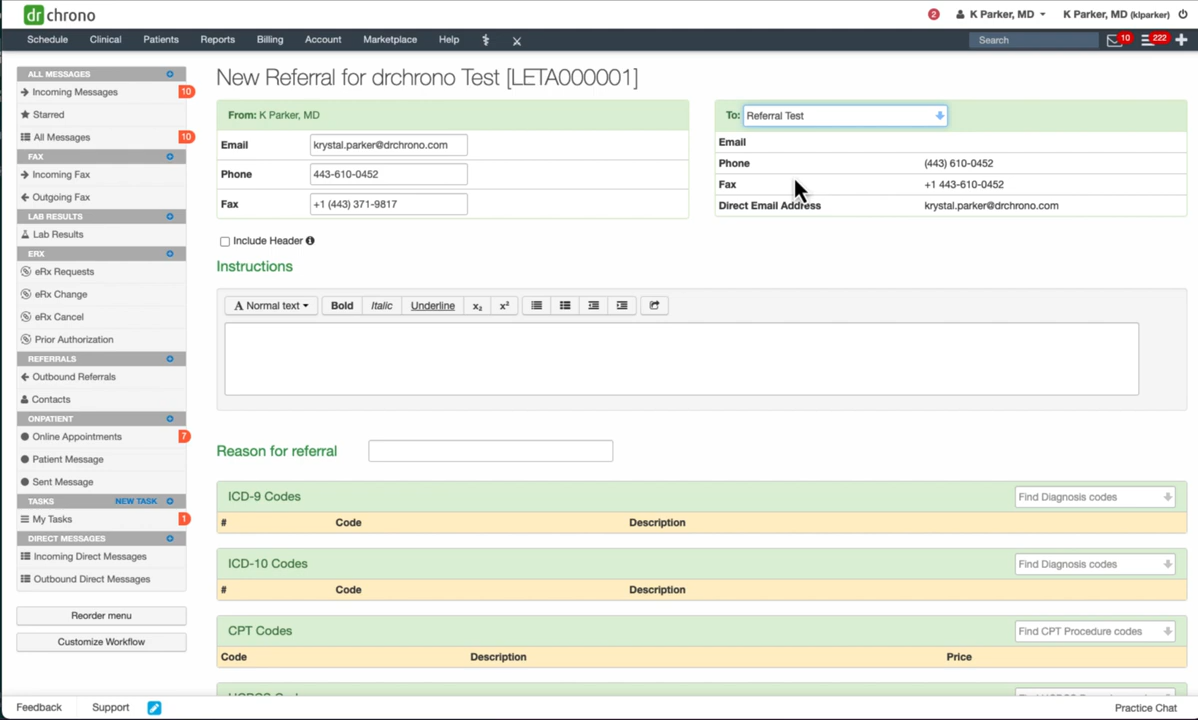 drchrono
2 K Parker, MD K Parker, MD (klparker)
Schedule Clinical Patients Reports Billing Account Marketplace Help Search 10 222
ALL MESSAGES
Incoming Messages 10
Starred
All Messages 10
FAX
Incoming Fax
Outgoing Fax
LAB RESULTS
Lab Results
ERX
eRx Requests
eRx Change
eRx Cancel
Prior Authorization
REFERRALS
Outbound Referrals
Contacts
ONPATIENT
Online Appointments 7
Patient Message
Sent Message
TASKS NEW TASK
My Tasks 1
DIRECT MESSAGES
Incoming Direct Messages
Outbound Direct Messages
Reorder menu
Customize Workflow
New Referral for drchrono Test [LETA000001]
From: K Parker, MD
Email krystal.parker@drchrono.com
Phone 443-610-0452
Fax +1 (443) 371-9817
To: Referral Test
Email
Phone (443) 610-0452
Fax +1 443-610-0452
Direct Email Address krystal.parker@drchrono.com
Include Header
Instructions
A Normal text Bold Italic Underline x₂ x²
Reason for referral
ICD-9 Codes Find Diagnosis codes
# Code Description
ICD-10 Codes Find Diagnosis codes
# Code Description
CPT Codes Find CPT Procedure codes
Code Description Price
Feedback Support Practice Chat